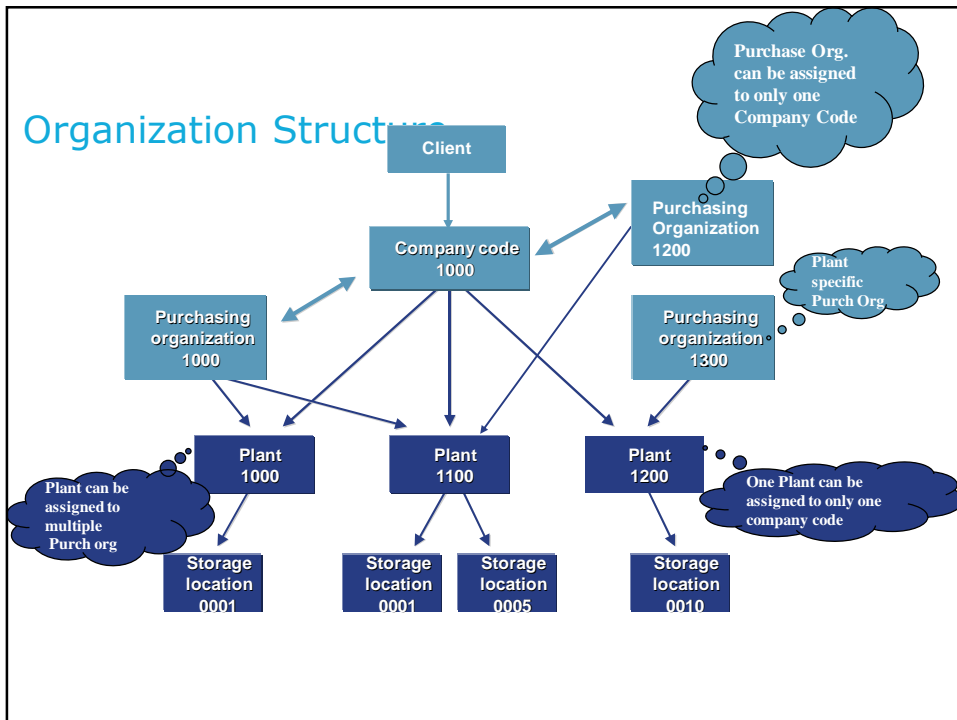 Purchase Org.
can be assigned
to only one
Company Code
Organization Structure
Client
Purchasing
Organization
1200
Company code
1000
Plant
specific
Purch Org
Purchasing
organization
1000
Purchasing
organization
1300
Plant
1000
Plant
1100
Plant
1200
Plant can be
assigned to
multiple
Purch org
One Plant can be
assigned to only one
company code
Storage
location
0001
Storage
location
0001
Storage
location
0005
Storage
location
0010